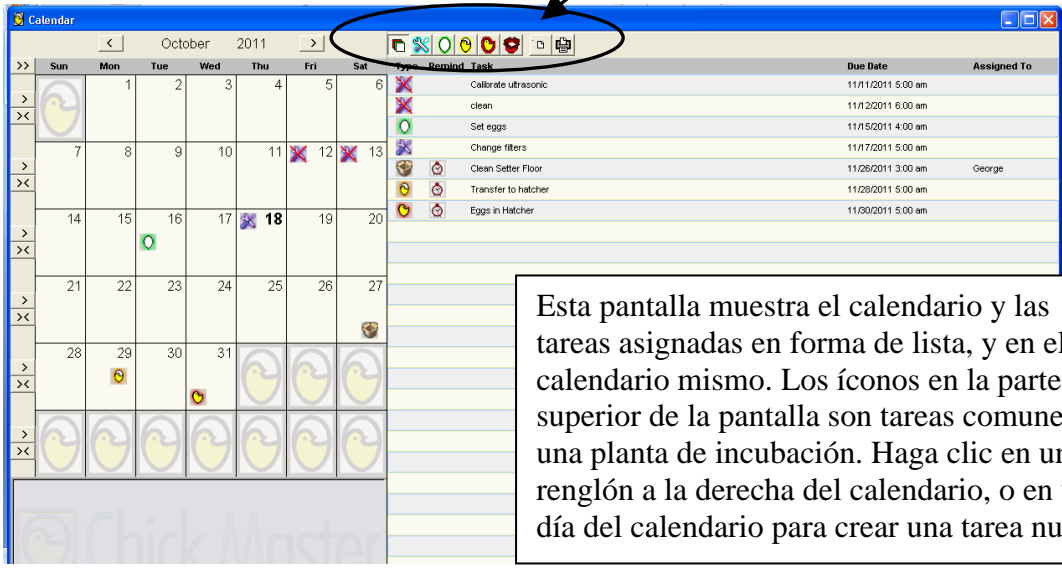 Calendar
< October 2011 >
>> Sun Mon Tue Wed Thu Fri Sat
Type Remind Task Due Date Assigned To
1 2 3 4 5 6
7 8 9 10 11 12 13
14 15 16 17 18 19 20
21 22 23 24 25 26 27
28 29 30 31
Calibrate ultrasonic 11/11/2011 5:00 am
clean 11/12/2011 6:00 am
Set eggs 11/15/2011 4:00 am
Change filters 11/17/2011 5:00 am
Clean Setter Floor 11/26/2011 3:00 am George
Transfer to hatcher 11/28/2011 5:00 am
Eggs in Hatcher 11/30/2011 5:00 am
Esta pantalla muestra el calendario y las
tareas asignadas en forma de lista, y en el
calendario mismo. Los íconos en la parte
superior de la pantalla son tareas comune
una planta de incubación. Haga clic en un
renglón a la derecha del calendario, o en
día del calendario para crear una tarea nu
Chick Master